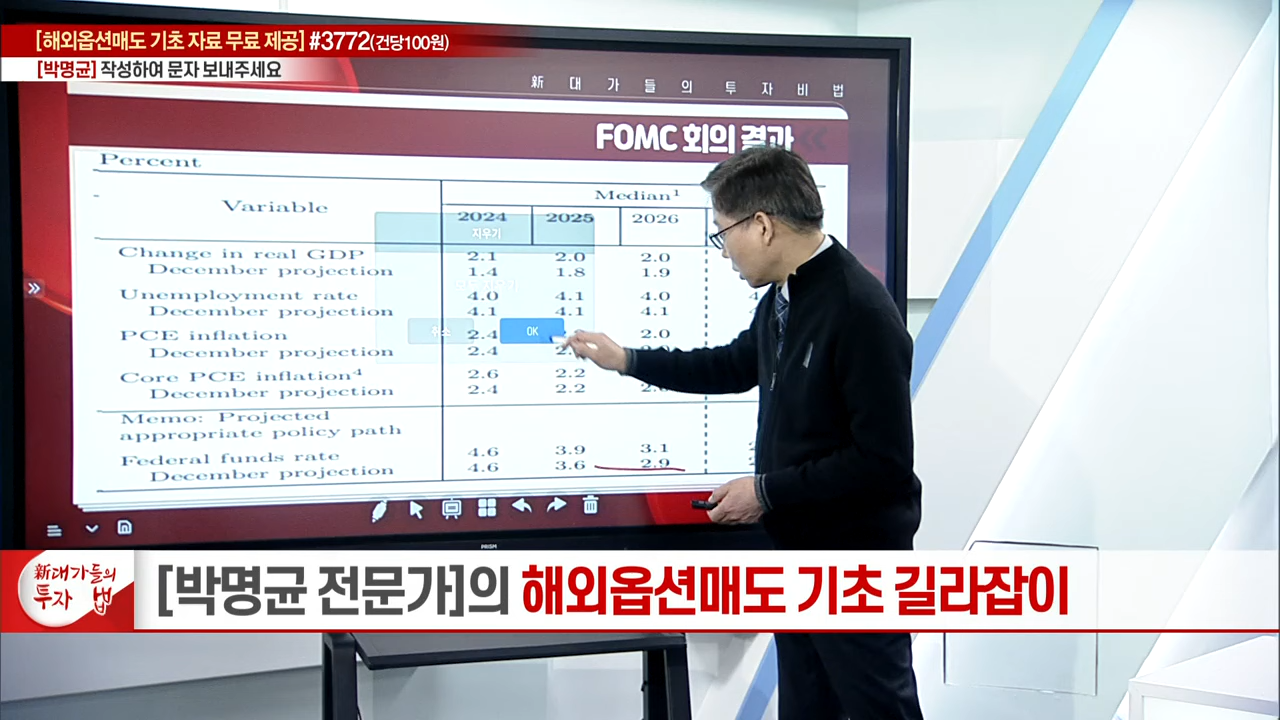 [해외옵션매도 기초 자료 무료 제공] #3772(건당100원)
[박명균] 작성하여 문자 보내주세요
新 대가들의 투자비법
FOMC 회의 결과
Percent
Variable
Median¹
2024 2025 2026
지우기
Change in real GDP 2.1 2.0 2.0
December projection 1.4 1.8 1.9
Unemployment rate 4.0 4.1 4.0
December projection 4.1 4.1 4.1
취소 OK
PCE inflation 2.4 2.0
December projection 2.4
Core PCE inflation⁴ 2.6 2.2
December projection 2.4 2.2
Memo: Projected
appropriate policy path
Federal funds rate 4.6 3.9 3.1
December projection 4.6 3.6 2.9
PRISM
新대가들의
투자 법
[박명균 전문가]의 해외옵션매도 기초 길라잡이